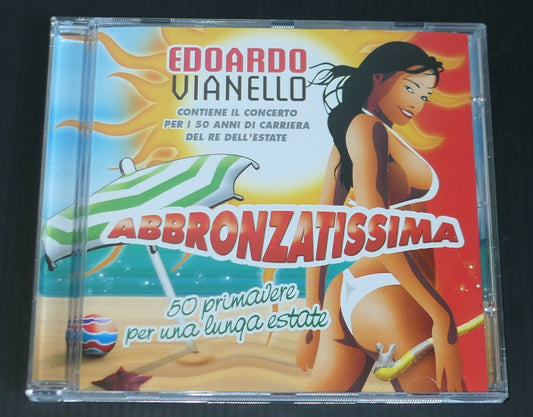 EDOARDO
VIANELLO
CONTIENE IL CONCERTO
PER I 50 ANNI DI CARRIERA
DEL RE DELL'ESTATE
ABBRONZATISSIMA
50 primavere
per una lunga estate